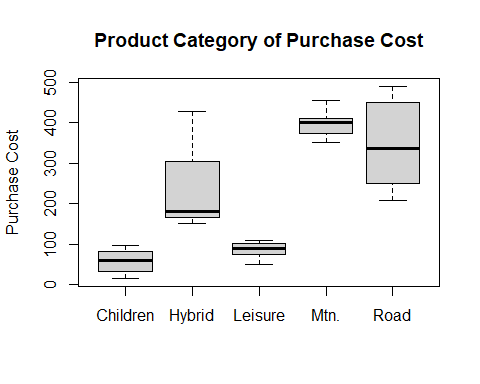 Product Category of Purchase Cost
Purchase Cost
500
400
300
200
100
0
Children Hybrid Leisure Mtn. Road